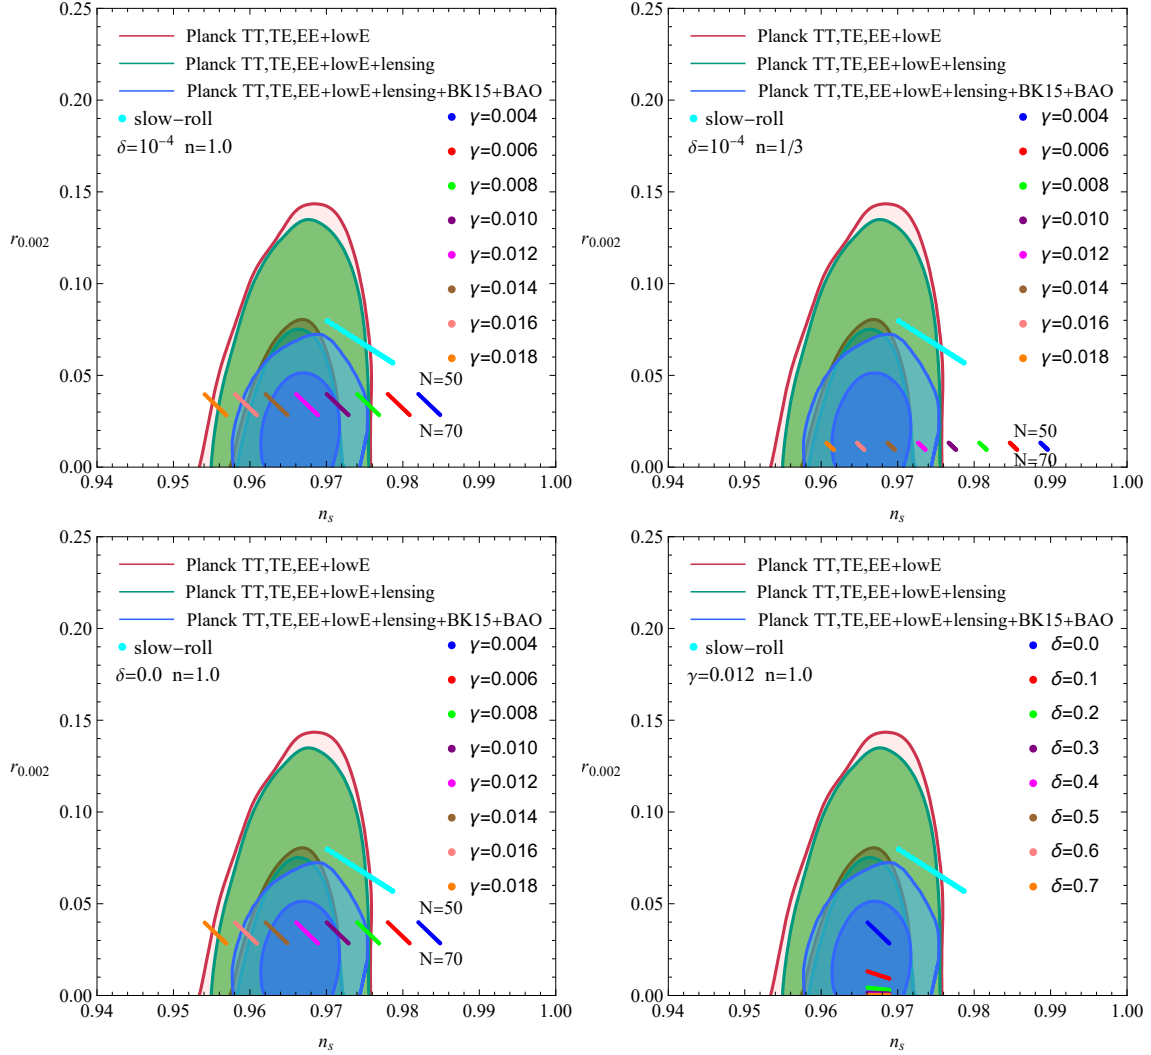 0.25
0.20
0.15
0.10
0.05
0.00
r0.002
Planck TT,TE,EE+lowE
Planck TT,TE,EE+lowE+lensing
Planck TT,TE,EE+lowE+lensing+BK15+BAO
slow-roll
δ=10⁻⁴ n=1.0
γ=0.004
γ=0.006
γ=0.008
γ=0.010
γ=0.012
γ=0.014
γ=0.016
γ=0.018
N=50
N=70
0.94 0.95 0.96 0.97 0.98 0.99 1.00
ns
0.25
0.20
0.15
0.10
0.05
0.00
r0.002
Planck TT,TE,EE+lowE
Planck TT,TE,EE+lowE+lensing
Planck TT,TE,EE+lowE+lensing+BK15+BAO
slow-roll
δ=10⁻⁴ n=1/3
γ=0.004
γ=0.006
γ=0.008
γ=0.010
γ=0.012
γ=0.014
γ=0.016
γ=0.018
N=50
N=70
0.94 0.95 0.96 0.97 0.98 0.99 1.00
ns
0.25
0.20
0.15
0.10
0.05
0.00
r0.002
Planck TT,TE,EE+lowE
Planck TT,TE,EE+lowE+lensing
Planck TT,TE,EE+lowE+lensing+BK15+BAO
slow-roll
δ=0.0 n=1.0
γ=0.004
γ=0.006
γ=0.008
γ=0.010
γ=0.012
γ=0.014
γ=0.016
γ=0.018
N=50
N=70
0.94 0.95 0.96 0.97 0.98 0.99 1.00
ns
0.25
0.20
0.15
0.10
0.05
0.00
r0.002
Planck TT,TE,EE+lowE
Planck TT,TE,EE+lowE+lensing
Planck TT,TE,EE+lowE+lensing+BK15+BAO
slow-roll
γ=0.012 n=1.0
δ=0.0
δ=0.1
δ=0.2
δ=0.3
δ=0.4
δ=0.5
δ=0.6
δ=0.7
0.94 0.95 0.96 0.97 0.98 0.99 1.00
ns